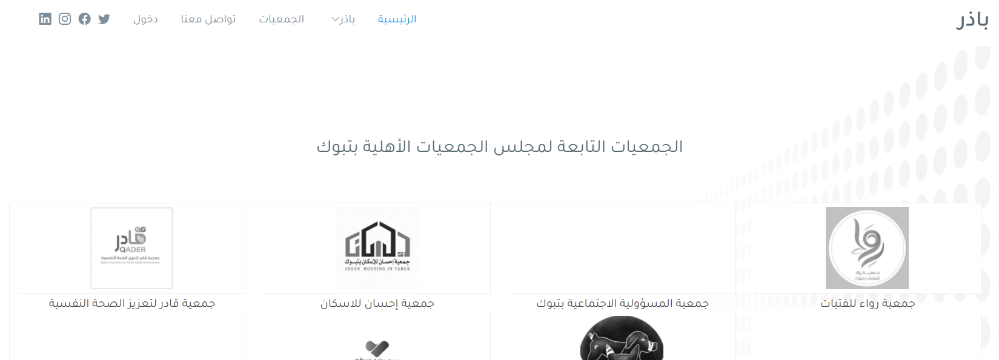 باذر
الرئيسية
باذر
الجمعيات
تواصل معنا
دخول
الجمعيات التابعة لمجلس الجمعيات الأهلية بتبوك
رواء
جمعية رواء
للفتيات بتبوك
جمعية رواء للفتيات
جمعية المسؤولية الاجتماعية بتبوك
إحسان
جمعية إحسان للإسكان بتبوك
IHSAN HOUSING IN TABUK
جمعية إحسان للاسكان
قادر
QADER
جمعية قادر لتعزيز الصحة النفسية
جمعية قادر لتعزيز الصحة النفسية